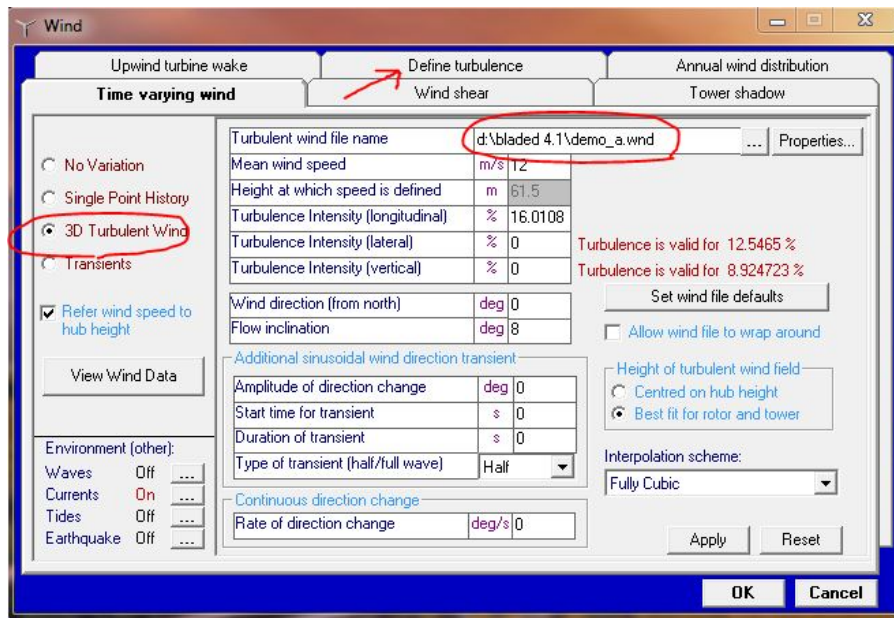 Wind
Upwind turbine wake
Define turbulence
Annual wind distribution
Time varying wind
Wind shear
Tower shadow
No Variation
Single Point History
3D Turbulent Wind
Transients
Refer wind speed to
hub height
View Wind Data
Environment (other):
Waves Off ...
Currents On ...
Tides Off ...
Earthquake Off ...
Turbulent wind file name d:\bladed 4.1\demo_a.wnd ... Properties...
Mean wind speed m/s 12
Height at which speed is defined m 61.5
Turbulence Intensity (longitudinal) % 16.0108
Turbulence Intensity (lateral) % 0 Turbulence is valid for 12.5465 %
Turbulence Intensity (vertical) % 0 Turbulence is valid for 8.924723 %
Wind direction (from north) deg 0
Flow inclination deg 8
Additional sinusoidal wind direction transient
Amplitude of direction change deg 0
Start time for transient s 0
Duration of transient s 0
Type of transient (half/full wave) Half
Continuous direction change
Rate of direction change deg/s 0
Set wind file defaults
Allow wind file to wrap around
Height of turbulent wind field
Centred on hub height
Best fit for rotor and tower
Interpolation scheme:
Fully Cubic
Apply Reset
OK Cancel